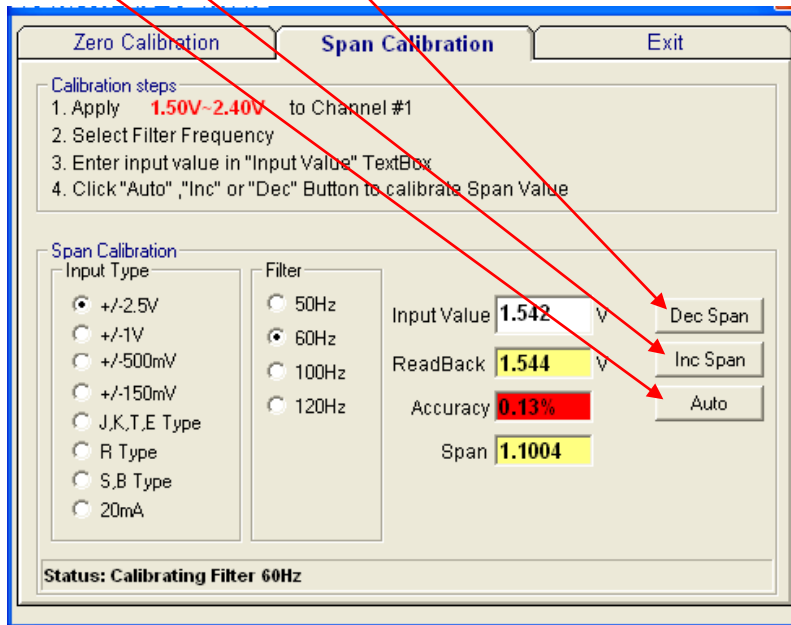 Zero Calibration Span Calibration Exit
Calibration steps
1. Apply 1.50V~2.40V to Channel #1
2. Select Filter Frequency
3. Enter input value in "Input Value" TextBox
4. Click "Auto" ,"Inc" or "Dec" Button to calibrate Span Value
Span Calibration
Input Type
+/-2.5V
+/-1V
+/-500mV
+/-150mV
J,K,T,E Type
R Type
S,B Type
20mA
Filter
50Hz
60Hz
100Hz
120Hz
Input Value 1.542 V
ReadBack 1.544 V
Accuracy 0.13%
Span 1.1004
Dec Span
Inc Span
Auto
Status: Calibrating Filter 60Hz